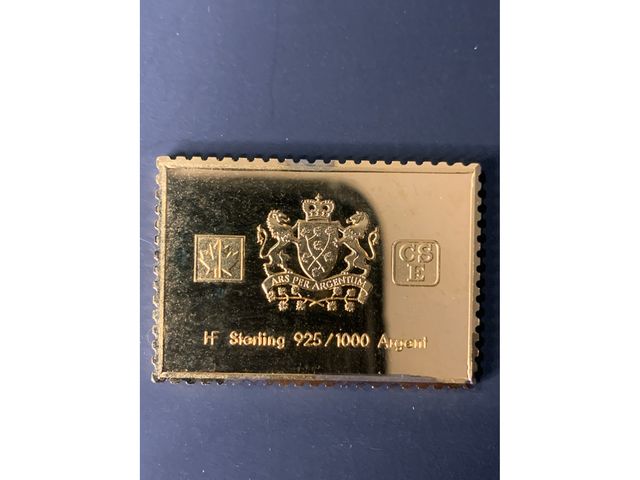 CS
E
ARS PER ARGENTUM
HF Sterling 925/1000 Argent